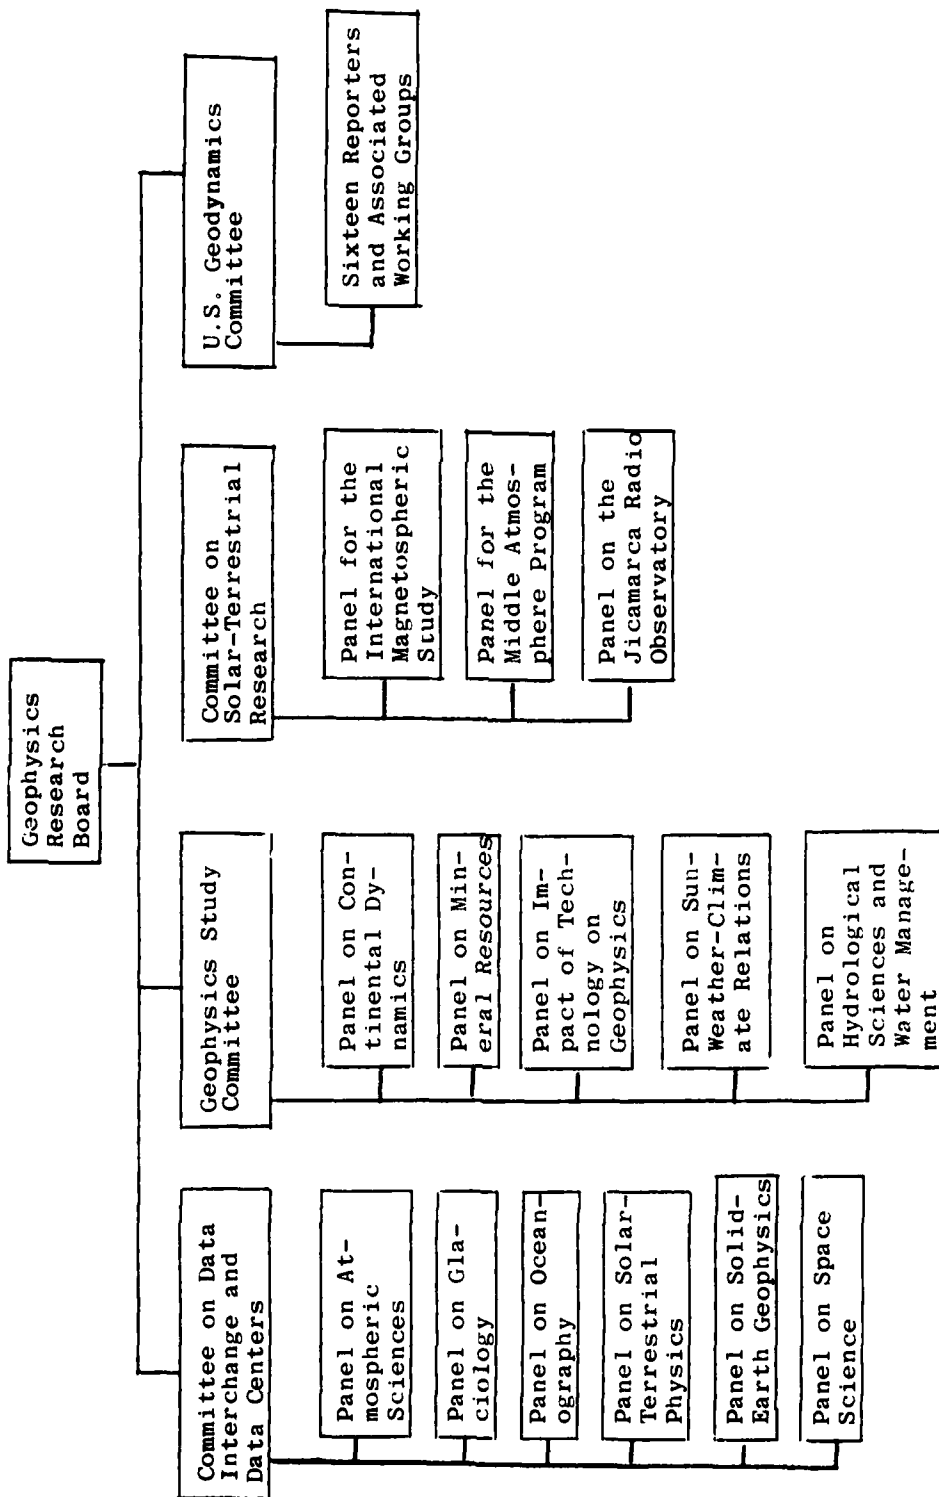 Geophysics
Research
Board
Committee on Data
Interchange and
Data Centers
Panel on At-
mospheric
Sciences
Panel on Gla-
ciology
Panel on Ocean-
ography
Panel on Solar-
Terrestrial
Physics
Panel on Solid-
Earth Geophysics
Panel on Space
Science
Geophysics Study
Committee
Panel on Con-
tinental Dy-
namics
Panel on Min-
eral Resources
Panel on Im-
pact of Tech-
nology on
Geophysics
Panel on Sun-
Weather-Clim-
ate Relations
Panel on
Hydrological
Sciences and
Water Manage-
ment
Committee on
Solar-Terrestrial
Research
Panel for the
International
Magnetospheric
Study
Panel for the
Middle Atmos-
phere Program
Panel on the
Jicamarca Radio
Observatory
U.S. Geodynamics
Committee
Sixteen Reporters
and Associated
Working Groups